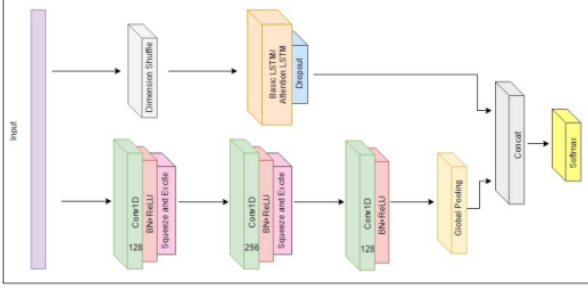 Input
Dimension Shuffle
Basic LSTM/
Attention LSTM
Dropout
Conv1D
128
BN+ReLU
Squeeze and Excite
Conv1D
256
BN+ReLU
Squeeze and Excite
Conv1D
128
BN+ReLU
Global Pooling
Concat
Softmax